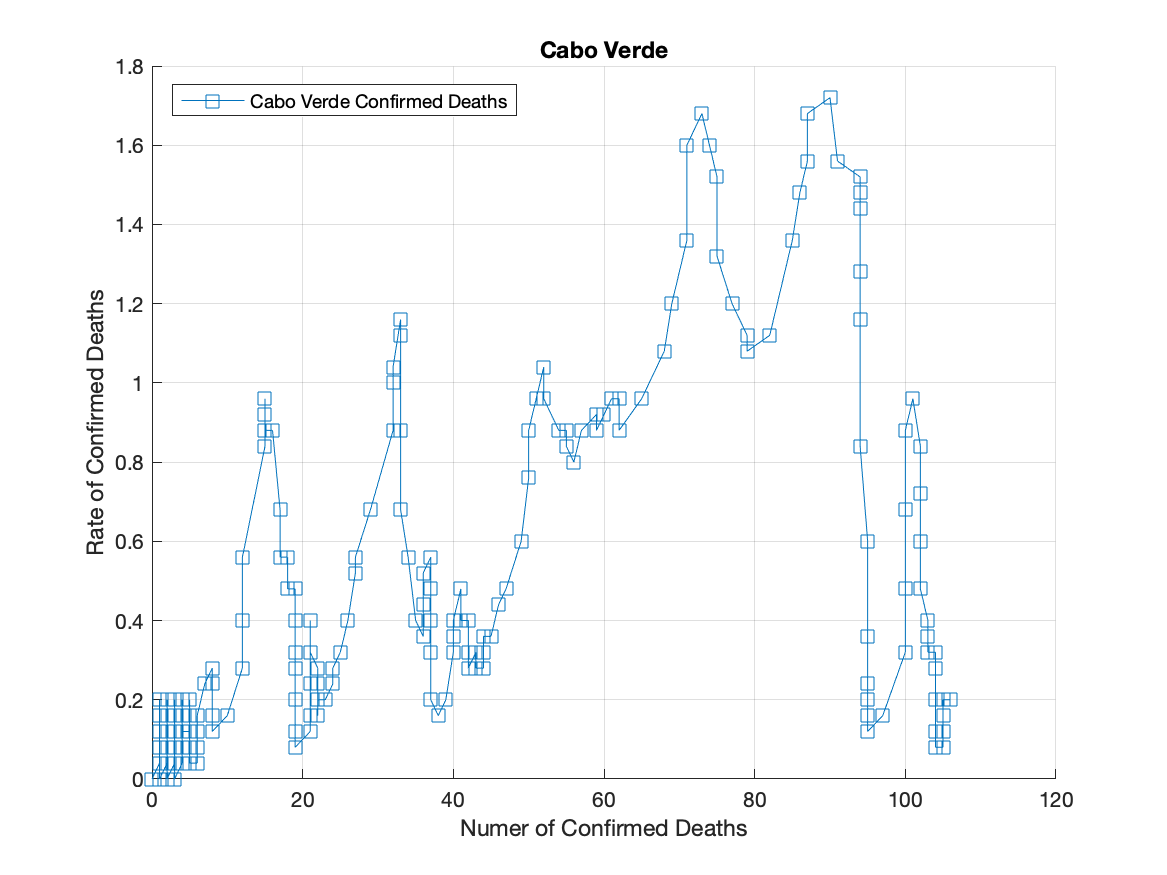 Cabo Verde
Cabo Verde Confirmed Deaths
Rate of Confirmed Deaths
1.8
1.6
1.4
1.2
1
0.8
0.6
0.4
0.2
0
0 20 40 60 80 100 120
Numer of Confirmed Deaths